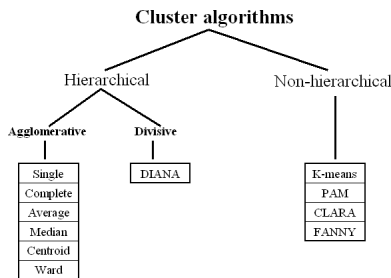 Cluster algorithms
Hierarchical
Non-hierarchical
Agglomerative
Divisive
Single
Complete
Average
Median
Centroid
Ward
DIANA
K-means
PAM
CLARA
FANNY